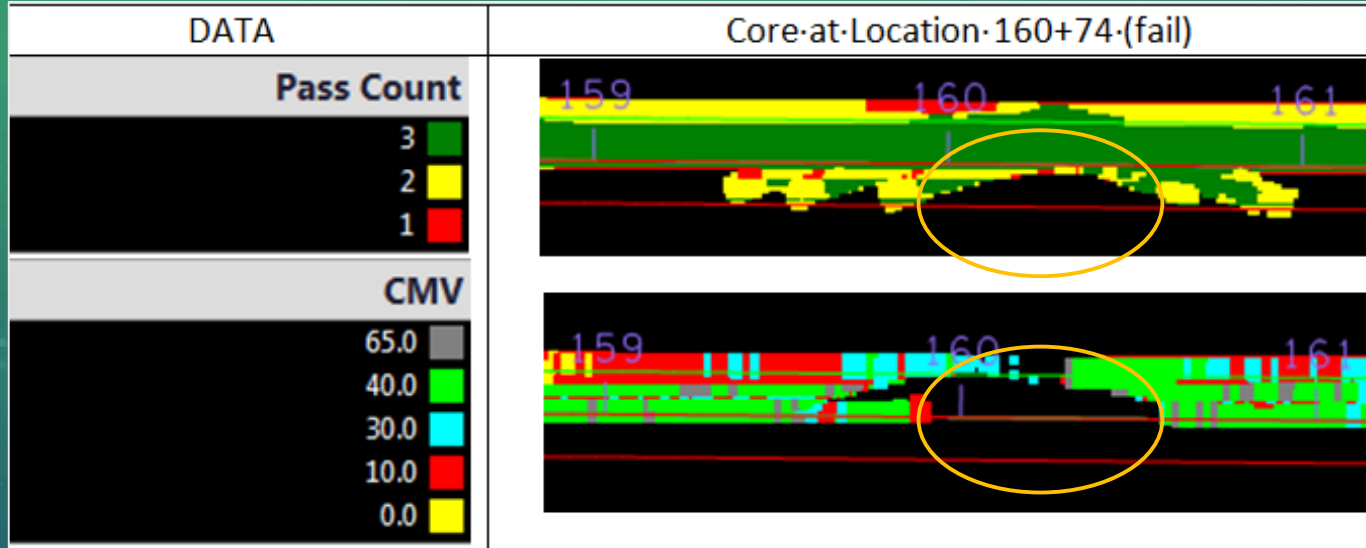 DATA
Core·at·Location·160+74·(fail)
Pass Count
3
2
1
159 160 161
CMV
65.0
40.0
30.0
10.0
0.0
159 160 161